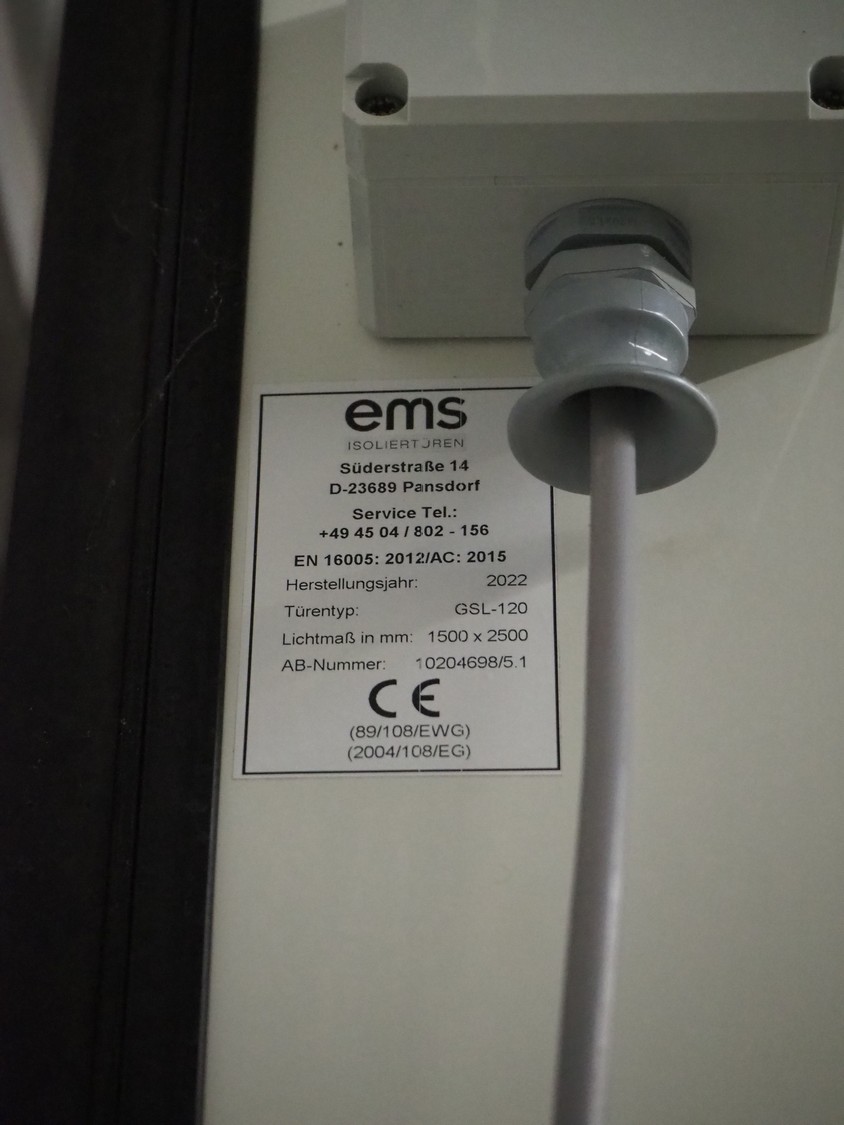 ems
ISOLIERTÜREN
Süderstraße 14
D-23689 Pansdorf
Service Tel.:
+49 45 04 / 802 - 156
EN 16005: 2012/AC: 2015
Herstellungsjahr: 2022
Türentyp: GSL-120
Lichtmaß in mm: 1500 x 2500
AB-Nummer: 10204698/5.1
CE
(89/108/EWG)
(2004/108/EG)